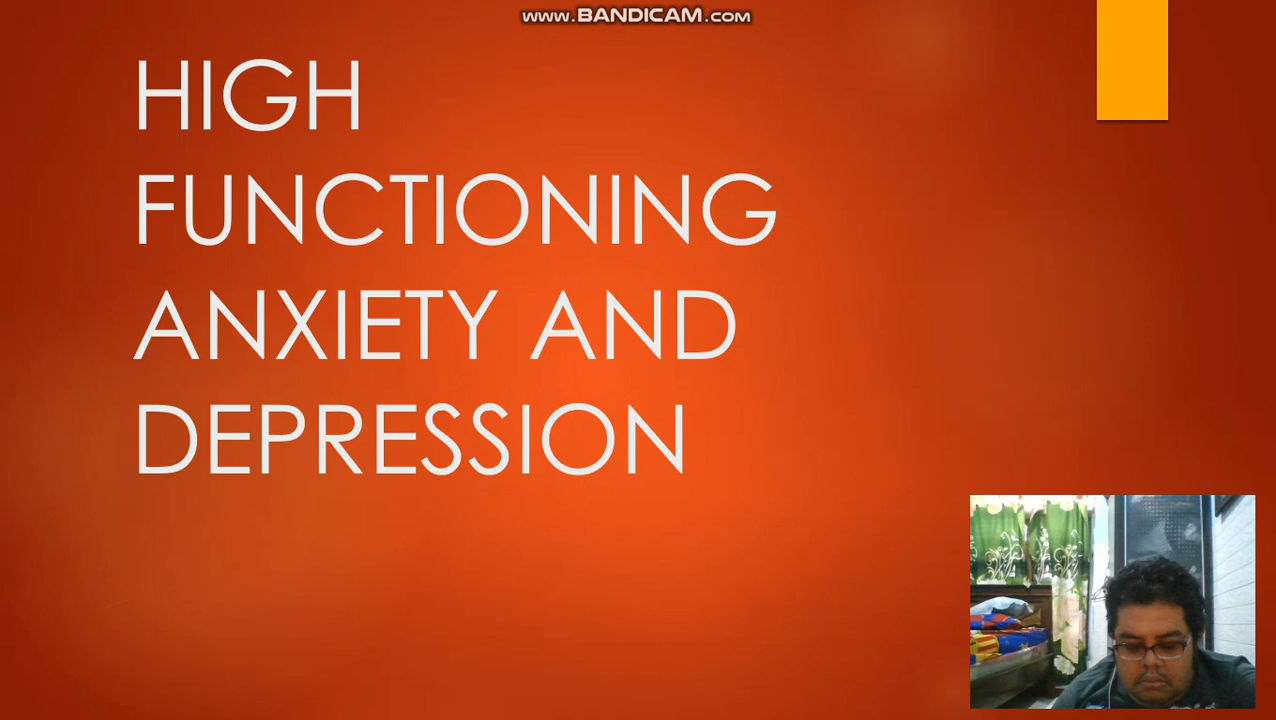 www.BANDICAM.com
HIGH
FUNCTIONING
ANXIETY AND
DEPRESSION